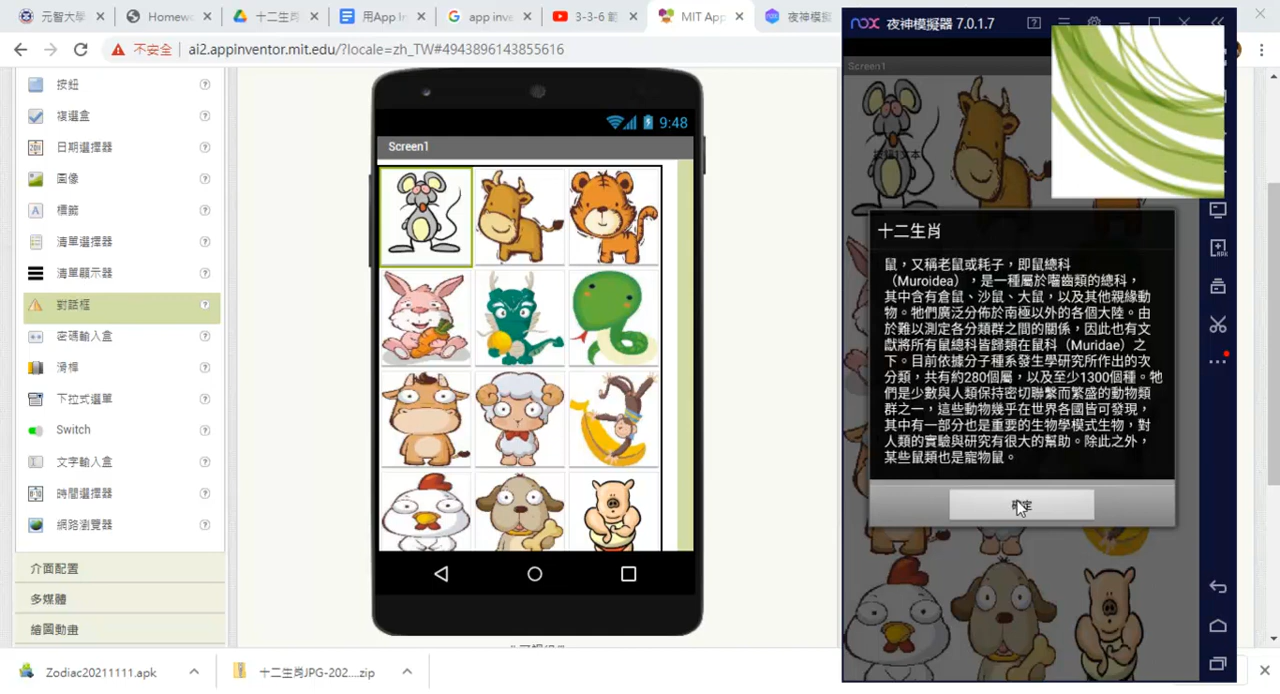 元智大學
Homew
十二生肖
用App In
app inve
3-3-6 範
MIT App
夜神模擬
nox 夜神模擬器 7.0.1.7
不安全
ai2.appinventor.mit.edu/?locale=zh_TW#4943896143855616
按鈕
複選盒
日期選擇器
圖像
標籤
清單選擇器
清單顯示器
對話框
密碼輸入盒
滑桿
下拉式選單
Switch
文字輸入盒
時間選擇器
網路瀏覽器
介面配置
多媒體
繪圖動畫
9:48
Screen1
Screen1
按鈕1文本
十二生肖
鼠，又稱老鼠或耗子，即鼠總科
（Muroidea），是一種屬於囓齒類的總科，
其中含有倉鼠、沙鼠、大鼠，以及其他親緣動
物。牠們廣泛分佈於南極以外的各個大陸。由
於難以測定各分類群之間的關係，因此也有文
獻將所有鼠總科皆歸類在鼠科（Muridae）之
下。目前依據分子種系發生學研究所作出的次
分類，共有約280個屬，以及至少1300個種。牠
們是少數與人類保持密切聯繫而繁盛的動物類
群之一，這些動物幾乎在世界各國皆可發現，
其中有一部分也是重要的生物學模式生物，對
人類的實驗與研究有很大的幫助。除此之外，
某些鼠類也是寵物鼠。
確定
Zodiac20211111.apk
十二生肖JPG-202....zip